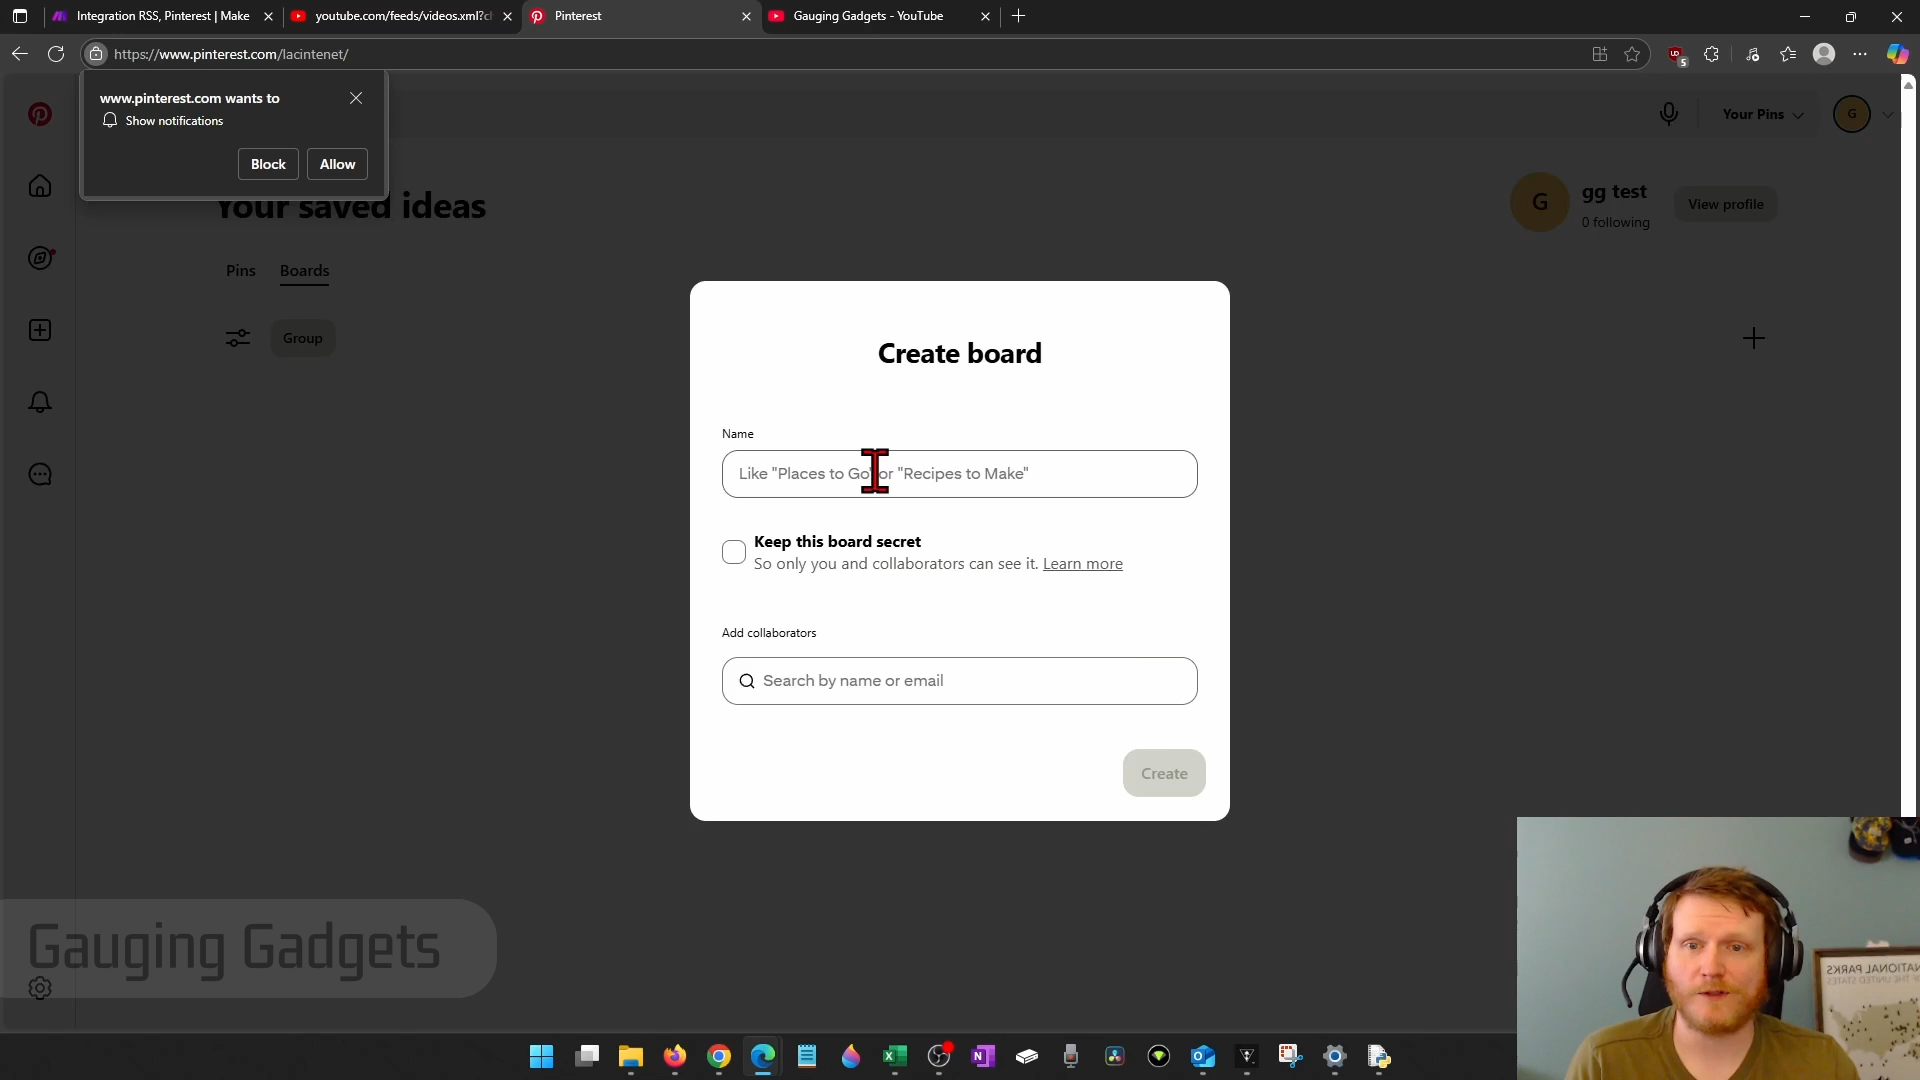 Integration RSS, Pinterest | Make
youtube.com/feeds/videos.xml?cl
Pinterest
Gauging Gadgets - YouTube
https://www.pinterest.com/lacintenet/
5
www.pinterest.com wants to
Show notifications
Block
Allow
Your Pins
G
Your saved ideas
G
gg test
0 following
View profile
Pins
Boards
Group
Create board
Name
Like "Places to Go" or "Recipes to Make"
Keep this board secret
So only you and collaborators can see it. Learn more
Add collaborators
Search by name or email
Create
Gauging Gadgets